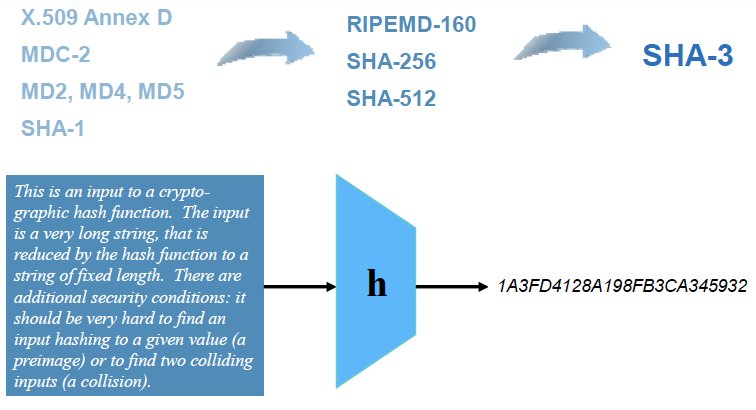 X.509 Annex D
MDC-2
MD2, MD4, MD5
SHA-1
RIPEMD-160
SHA-256
SHA-512
SHA-3
This is an input to a crypto-
graphic hash function.  The input
is a very long string, that is
reduced by the hash function to a
string of fixed length.  There are
additional security conditions: it
should be very hard to find an
input hashing to a given value (a
preimage) or to find two colliding
inputs (a collision).
h
1A3FD4128A198FB3CA345932